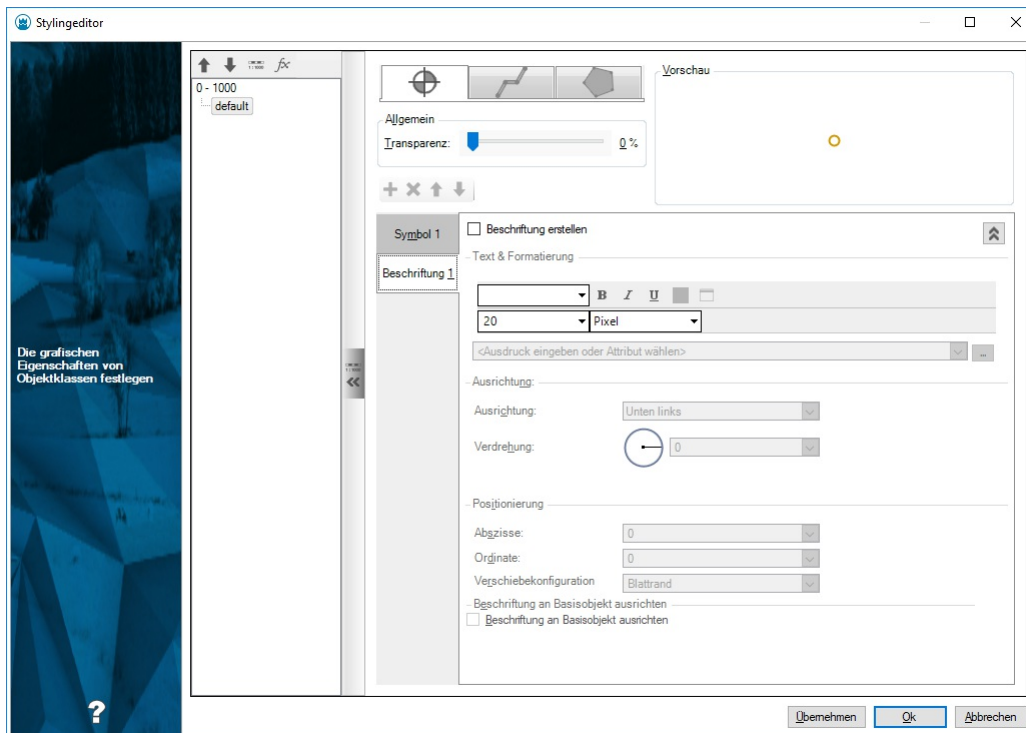 Stylingeditor
0 - 1000
default
Allgemein
Transparenz: 0 %
Vorschau
Symbol 1
Beschriftung 1
Beschriftung erstellen
Text & Formatierung
B I U
20 Pixel
<Ausdruck eingeben oder Attribut wählen>
...
Ausrichtung:
Ausrichtung: Unten links
Verdrehung: 0
Positionierung
Abszisse: 0
Ordinate: 0
Verschiebekonfiguration Blattrand
Beschriftung an Basisobjekt ausrichten
Beschriftung an Basisobjekt ausrichten
Die grafischen
Eigenschaften von
Objektklassen festlegen
?
Übernehmen Ok Abbrechen